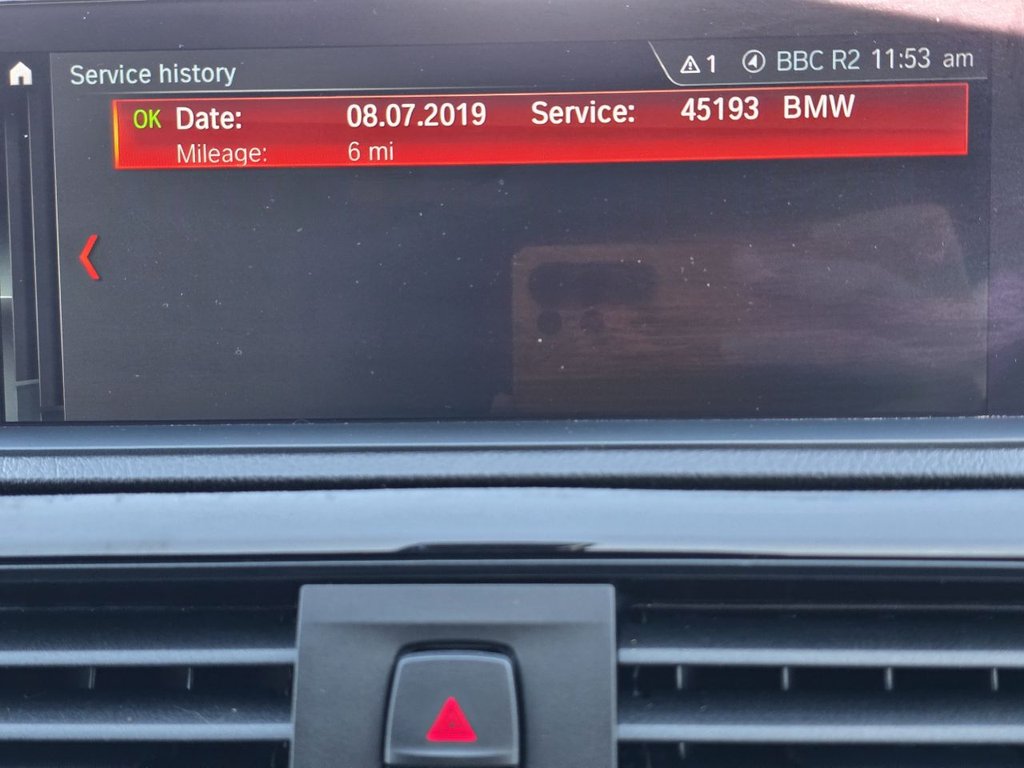 Service history 1 BBC R2 11:53 am
OK Date: 08.07.2019 Service: 45193 BMW
Mileage: 6 mi